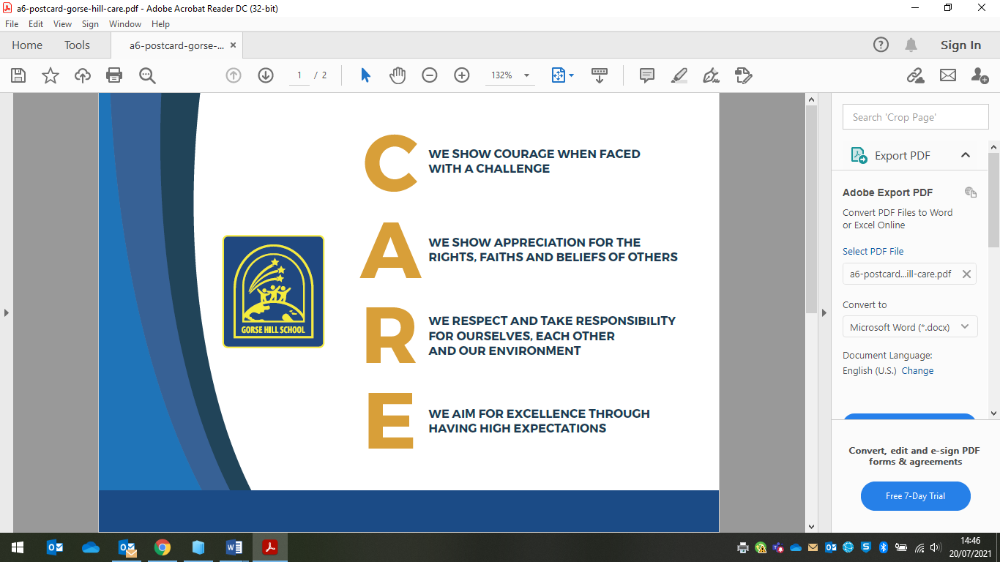 a6-postcard-gorse-hill-care.pdf - Adobe Acrobat Reader DC (32-bit)
File Edit View Sign Window Help
Home Tools a6-postcard-gorse-... ×
Sign In
1 / 2
132%
C
WE SHOW COURAGE WHEN FACED
WITH A CHALLENGE
A
WE SHOW APPRECIATION FOR THE
RIGHTS, FAITHS AND BELIEFS OF OTHERS
R
WE RESPECT AND TAKE RESPONSIBILITY
FOR OURSELVES, EACH OTHER
AND OUR ENVIRONMENT
E
WE AIM FOR EXCELLENCE THROUGH
HAVING HIGH EXPECTATIONS
GORSE HILL SCHOOL
Search 'Crop Page'
Export PDF
Adobe Export PDF
Convert PDF Files to Word
or Excel Online
Select PDF File
a6-postcard...ill-care.pdf
Convert to
Microsoft Word (*.docx)
Document Language:
English (U.S.) Change
Convert, edit and e-sign PDF
forms & agreements
Free 7-Day Trial
14:46
20/07/2021